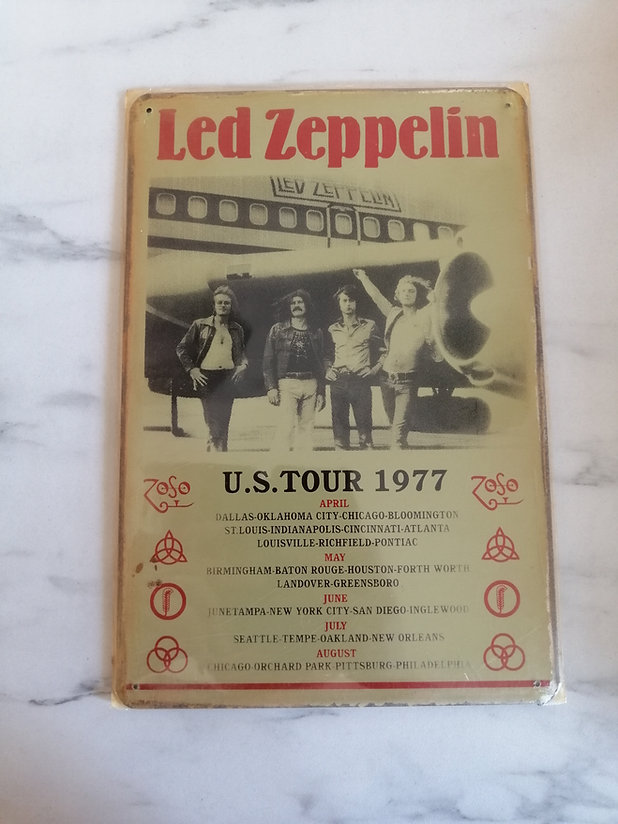 Led Zeppelin
LED ZEPPELIN
ZoSo U.S.TOUR 1977 ZoSo
APRIL
DALLAS-OKLAHOMA CITY-CHICAGO-BLOOMINGTON
ST.LOUIS-INDIANAPOLIS-CINCINNATI-ATLANTA
LOUISVILLE-RICHFIELD-PONTIAC
MAY
BIRMINGHAM-BATON ROUGE-HOUSTON-FORTH WORTH
LANDOVER-GREENSBORO
JUNE
JUNETAMPA-NEW YORK CITY-SAN DIEGO-INGLEWOOD
JULY
SEATTLE-TEMPE-OAKLAND-NEW ORLEANS
AUGUST
CHICAGO-ORCHARD PARK-PITTSBURG-PHILADELPHIA